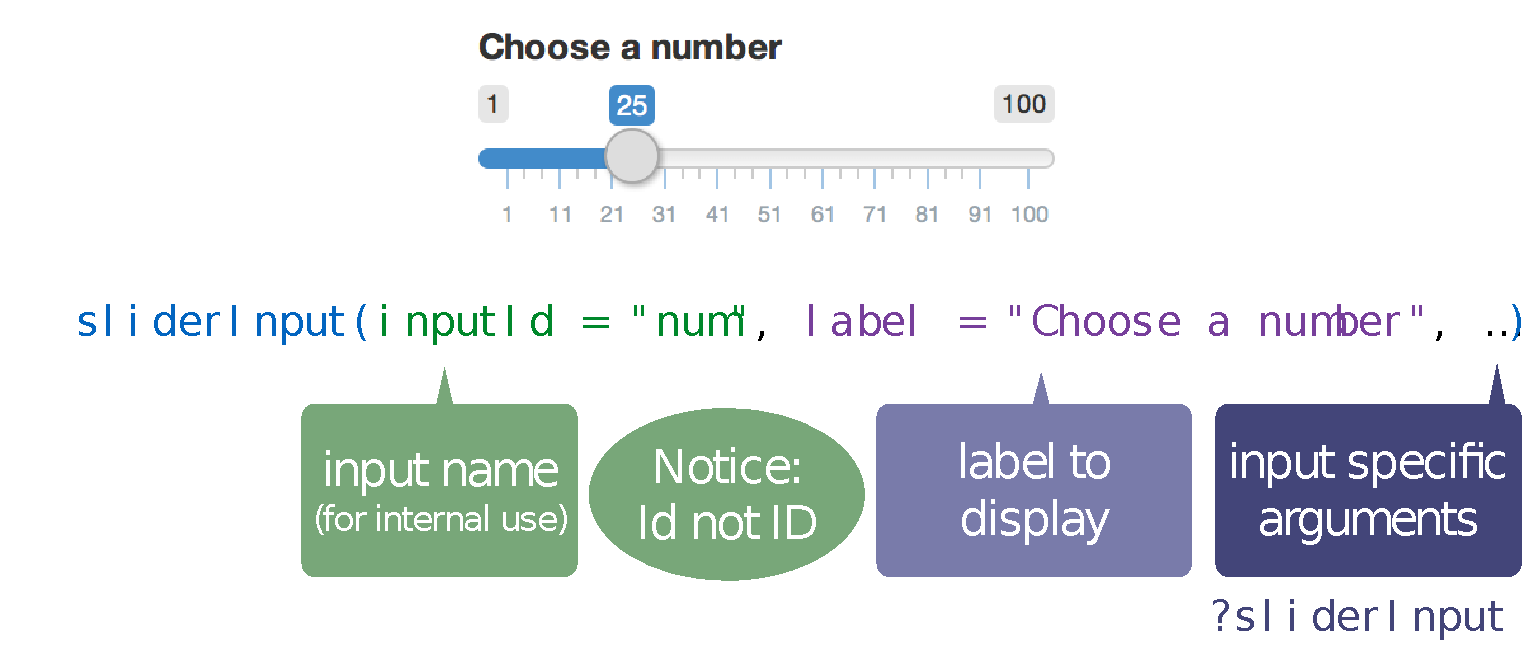 Choose a number
1 25 100
1 11 21 31 41 51 61 71 81 91 100
sliderInput(inputId = "num", label = "Choose a number", …)
input name
(for internal use)
Notice:
Id not ID
label to
display
input specific
arguments
?sliderInput